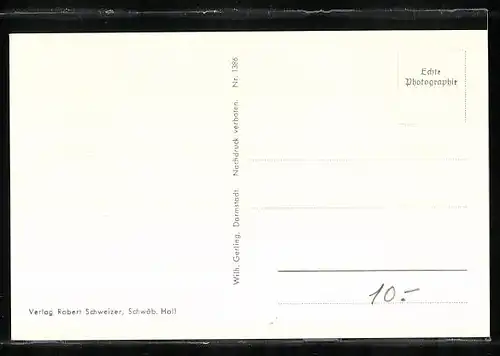 Echte
Photographie
Wilh. Gerling, Darmstadt. Nachdruck verboten. Nr. 1386
10.-
Verlag Robert Schweizer, Schwäb. Hall